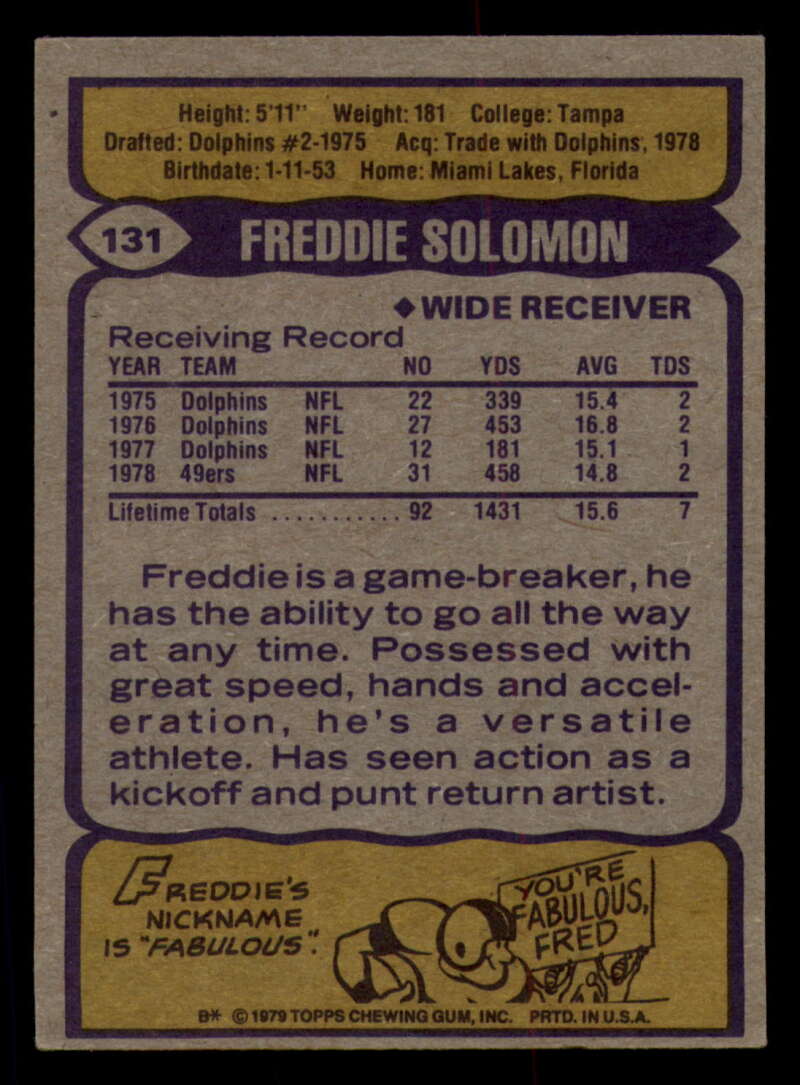 Height: 5'11" Weight: 181 College: Tampa
Drafted: Dolphins #2-1975 Acq: Trade with Dolphins, 1978
Birthdate: 1-11-53 Home: Miami Lakes, Florida
131 FREDDIE SOLOMON
◆WIDE RECEIVER
Receiving Record
YEAR TEAM NO YDS AVG TDS
1975 Dolphins NFL 22 339 15.4 2
1976 Dolphins NFL 27 453 16.8 2
1977 Dolphins NFL 12 181 15.1 1
1978 49ers NFL 31 458 14.8 2
Lifetime Totals ........... 92 1431 15.6 7
Freddie is a game-breaker, he
has the ability to go all the way
at any time. Possessed with
great speed, hands and accel-
eration, he's a versatile
athlete. Has seen action as a
kickoff and punt return artist.
FREDDIE'S
NICKNAME
IS "FABULOUS".
YOU'RE
FABULOUS,
FRED
B* © 1979 TOPPS CHEWING GUM, INC. PRTD. IN U.S.A.